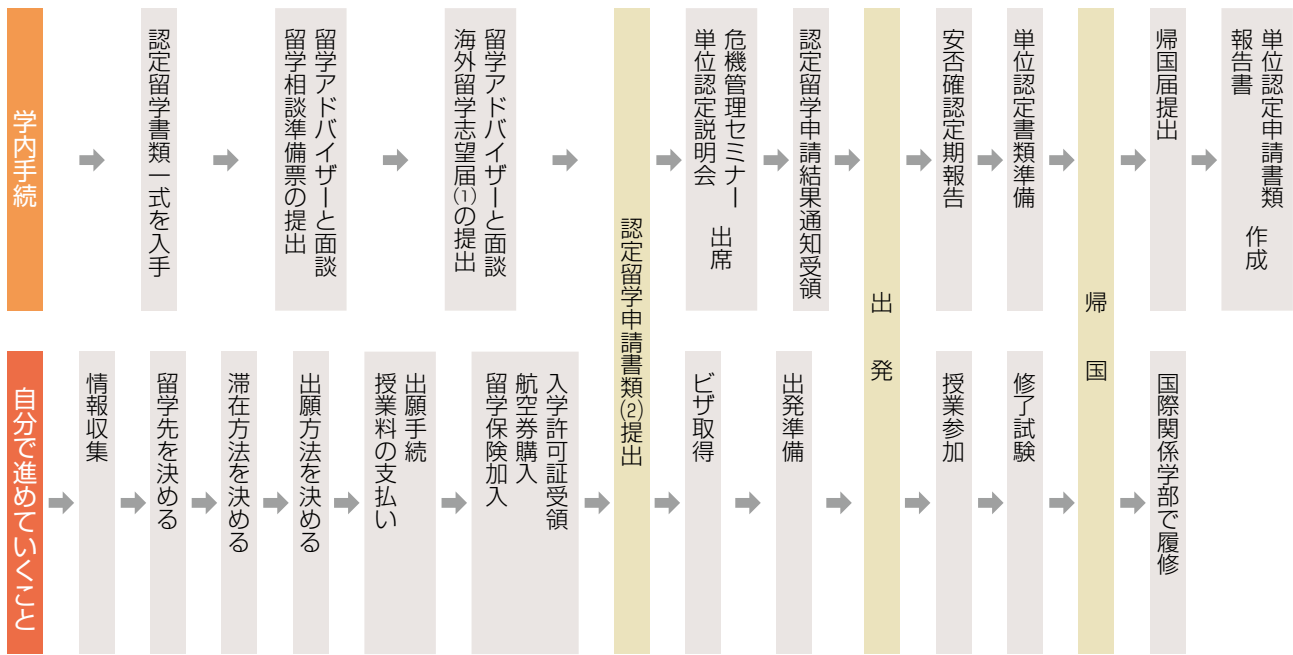 学内手続
認定留学書類一式を入手
留学アドバイザーと面談
留学相談準備票の提出
留学アドバイザーと面談
海外留学志望届⑴の提出
認定留学申請書類⑵提出
危機管理セミナー
単位認定説明会
出席
認定留学申請結果通知受領
出発
安否確認定期報告
単位認定書類準備
帰国
帰国届提出
単位認定申請書類
報告書
作成
自分で進めていくこと
情報収集
留学先を決める
滞在方法を決める
出願方法を決める
出願手続
授業料の支払い
入学許可証受領
航空券購入
留学保険加入
ビザ取得
出発準備
授業参加
修了試験
国際関係学部で履修